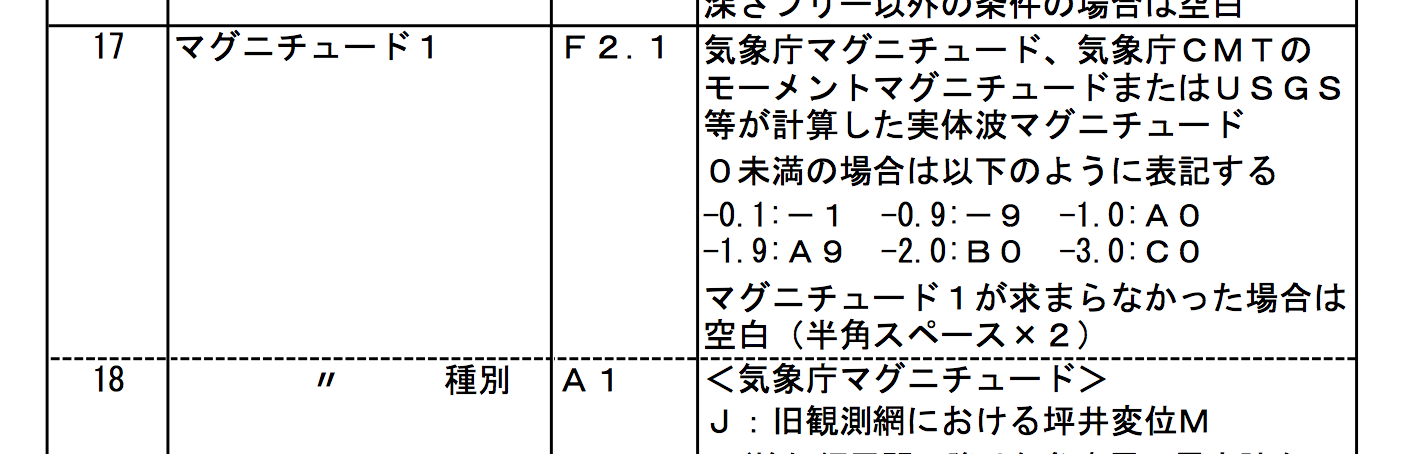 深さフリー以外の条件の場合は空白
17 マグニチュード１ Ｆ２．１ 気象庁マグニチュード、気象庁ＣＭＴの
モーメントマグニチュードまたはＵＳＧＳ
等が計算した実体波マグニチュード
０未満の場合は以下のように表記する
-0.1:－１ -0.9:－９ -1.0:Ａ０
-1.9:Ａ９ -2.0:Ｂ０ -3.0:Ｃ０
マグニチュード１が求まらなかった場合は
空白（半角スペース×２）
18 〃 種別 Ａ１ ＜気象庁マグニチュード＞
Ｊ：旧観測網における坪井変位Ｍ